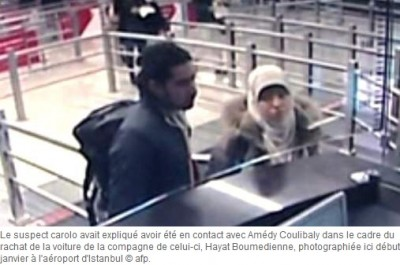 Le suspect carolo avait expliqué avoir été en contact avec Amédy Coulibaly dans le cadre du
rachat de la voiture de la compagne de celui-ci, Hayat Boumedienne, photographiée ici début
janvier à l'aéroport d'Istanbul © afp.